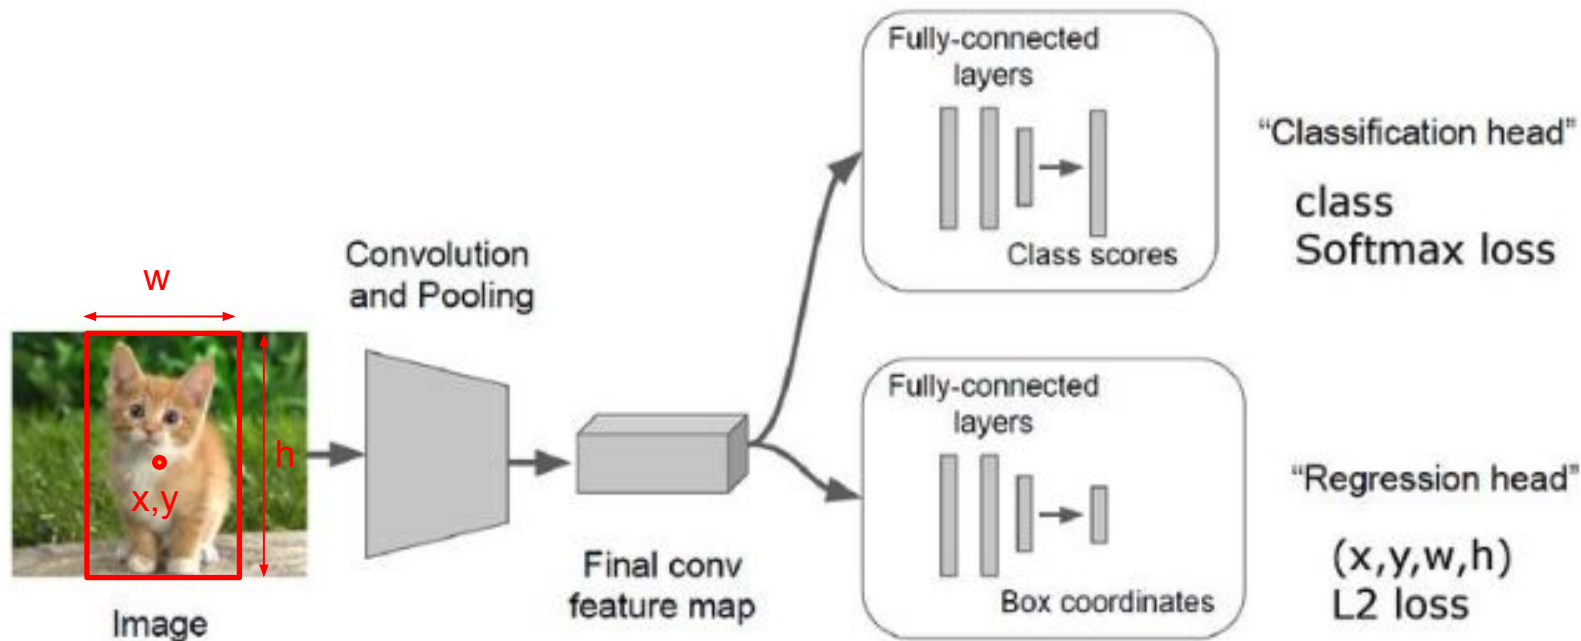 w
h
x,y
Image
Convolution
and Pooling
Final conv
feature map
Fully-connected
layers
Class scores
“Classification head”
class
Softmax loss
Fully-connected
layers
Box coordinates
“Regression head”
(x,y,w,h)
L2 loss